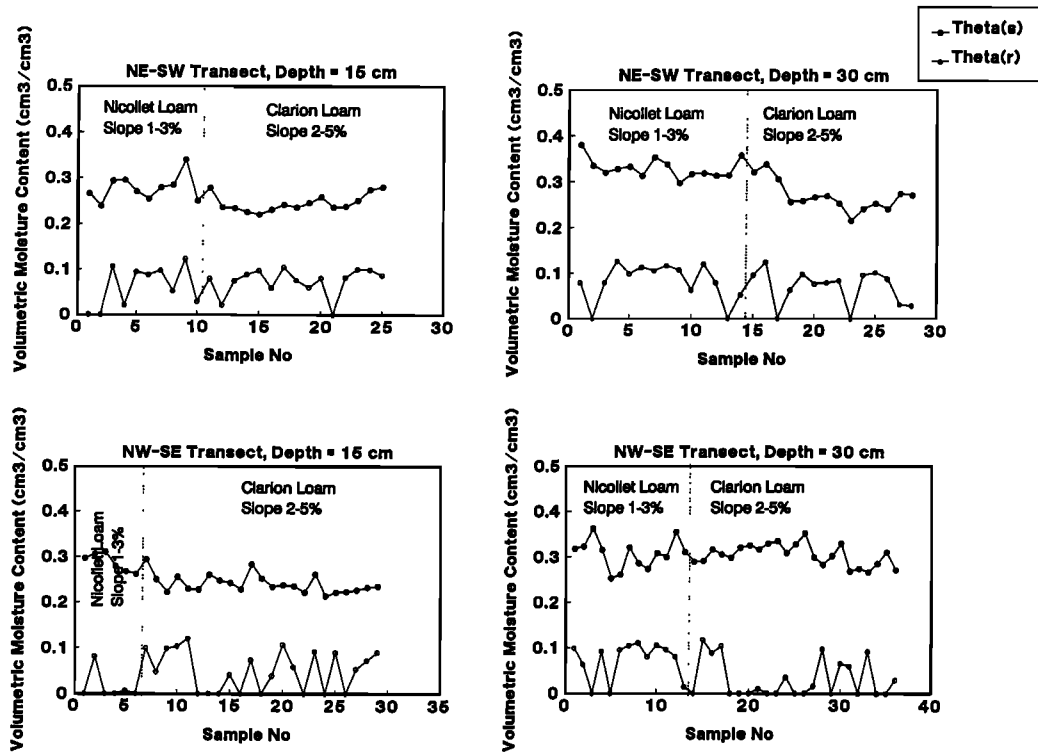 Theta(s)
Theta(r)
NE-SW Transect, Depth = 15 cm
Volumetric Moisture Content (cm3/cm3)
0.5
0.4
0.3
0.2
0.1
0
Nicollet Loam
Slope 1-3%
Clarion Loam
Slope 2-5%
0 5 10 15 20 25 30
Sample No
NE-SW Transect, Depth = 30 cm
Volumetric Moisture Content (cm3/cm3)
0.5
0.4
0.3
0.2
0.1
0
Nicollet Loam
Slope 1-3%
Clarion Loam
Slope 2-5%
0 5 10 15 20 25 30
Sample No
NW-SE Transect, Depth = 15 cm
Volumetric Moisture Content (cm3/cm3)
0.5
0.4
0.3
0.2
0.1
0
Nicollet Loam
Slope 1-3%
Clarion Loam
Slope 2-5%
0 5 10 15 20 25 30 35
Sample No
NW-SE Transect, Depth = 30 cm
Volumetric Moisture Content (cm3/cm3)
0.5
0.4
0.3
0.2
0.1
0
Nicollet Loam
Slope 1-3%
Clarion Loam
Slope 2-5%
0 10 20 30 40
Sample No